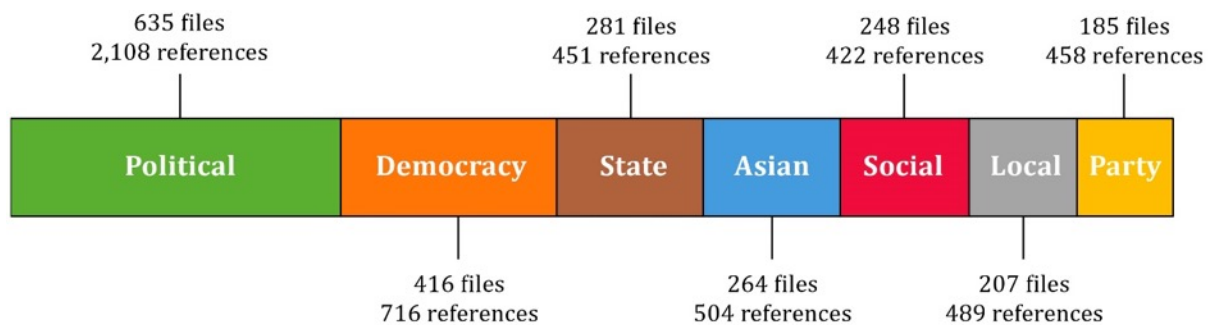 635 files
2,108 references
281 files
451 references
248 files
422 references
185 files
458 references
Political
Democracy
State
Asian
Social
Local
Party
416 files
716 references
264 files
504 references
207 files
489 references